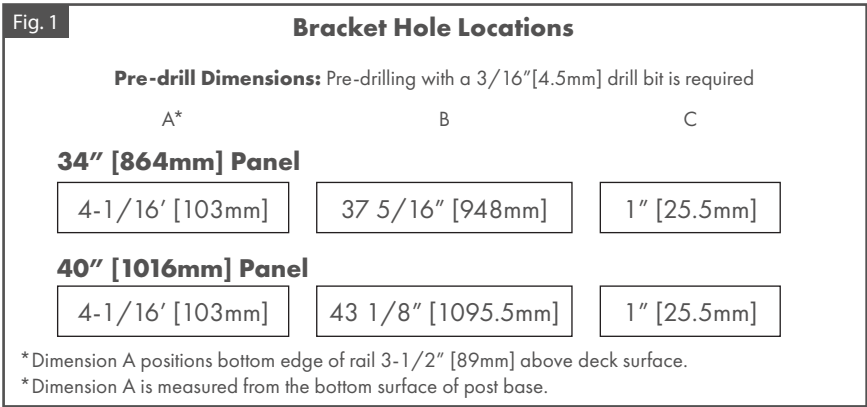 Fig. 1
Bracket Hole Locations
Pre-drill Dimensions: Pre-drilling with a 3/16”[4.5mm] drill bit is required
A* B C
34” [864mm] Panel
4-1/16’ [103mm] 37 5/16” [948mm] 1” [25.5mm]
40” [1016mm] Panel
4-1/16’ [103mm] 43 1/8” [1095.5mm] 1” [25.5mm]
*Dimension A positions bottom edge of rail 3-1/2” [89mm] above deck surface.
*Dimension A is measured from the bottom surface of post base.